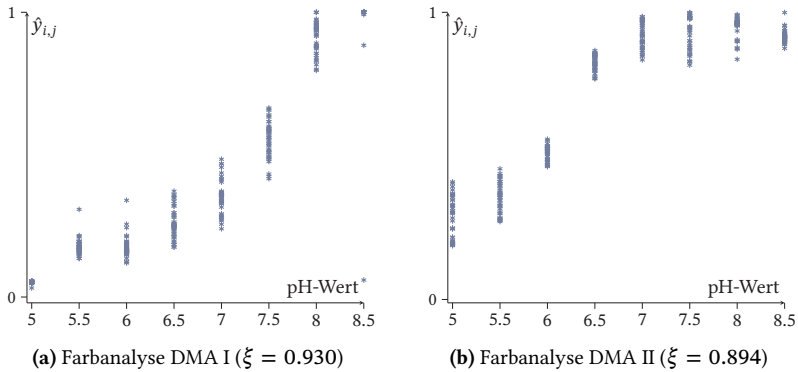 1
ŷi,j
0
pH-Wert
5 5.5 6 6.5 7 7.5 8 8.5
(a) Farbanalyse DMA I (ξ = 0.930)
1
ŷi,j
0
pH-Wert
5 5.5 6 6.5 7 7.5 8 8.5
(b) Farbanalyse DMA II (ξ = 0.894)